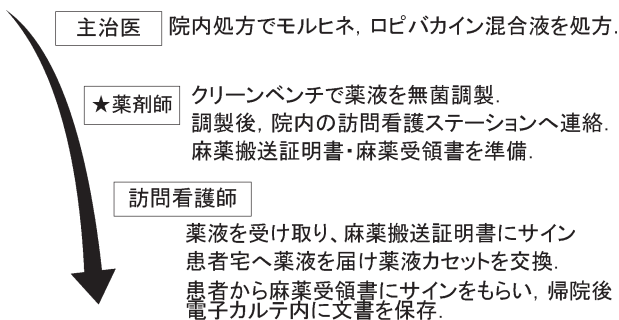 主治医 院内処方でモルヒネ，ロピバカイン混合液を処方．
★薬剤師 クリーンベンチで薬液を無菌調製．
調製後，院内の訪問看護ステーションへ連絡．
麻薬搬送証明書・麻薬受領書を準備．
訪問看護師
薬液を受け取り、麻薬搬送証明書にサイン
患者宅へ薬液を届け薬液カセットを交換．
患者から麻薬受領書にサインをもらい，帰院後
電子カルテ内に文書を保存．